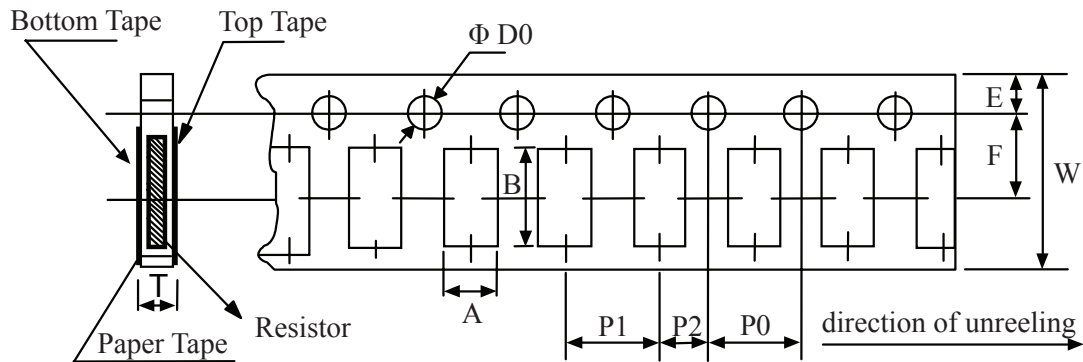 Bottom Tape
Top Tape
Φ D0
E
F
W
B
T
A
P1
P2
P0
direction of unreeling
Resistor
Paper Tape